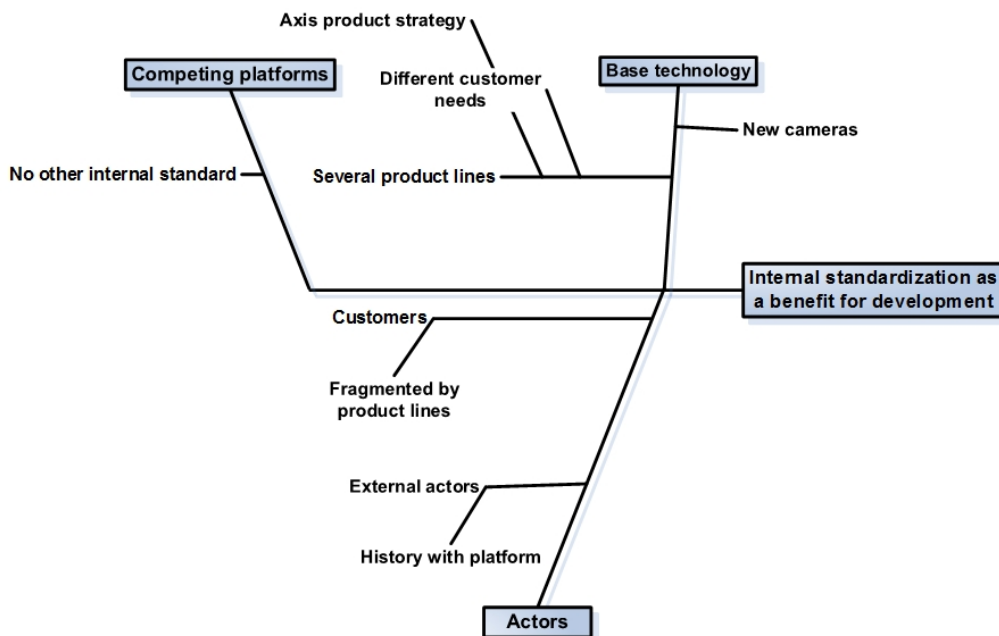 Axis product strategy
Competing platforms
Different customer
needs
Base technology
New cameras
No other internal standard
Several product lines
Internal standardization as
a benefit for development
Customers
Fragmented by
product lines
External actors
History with platform
Actors